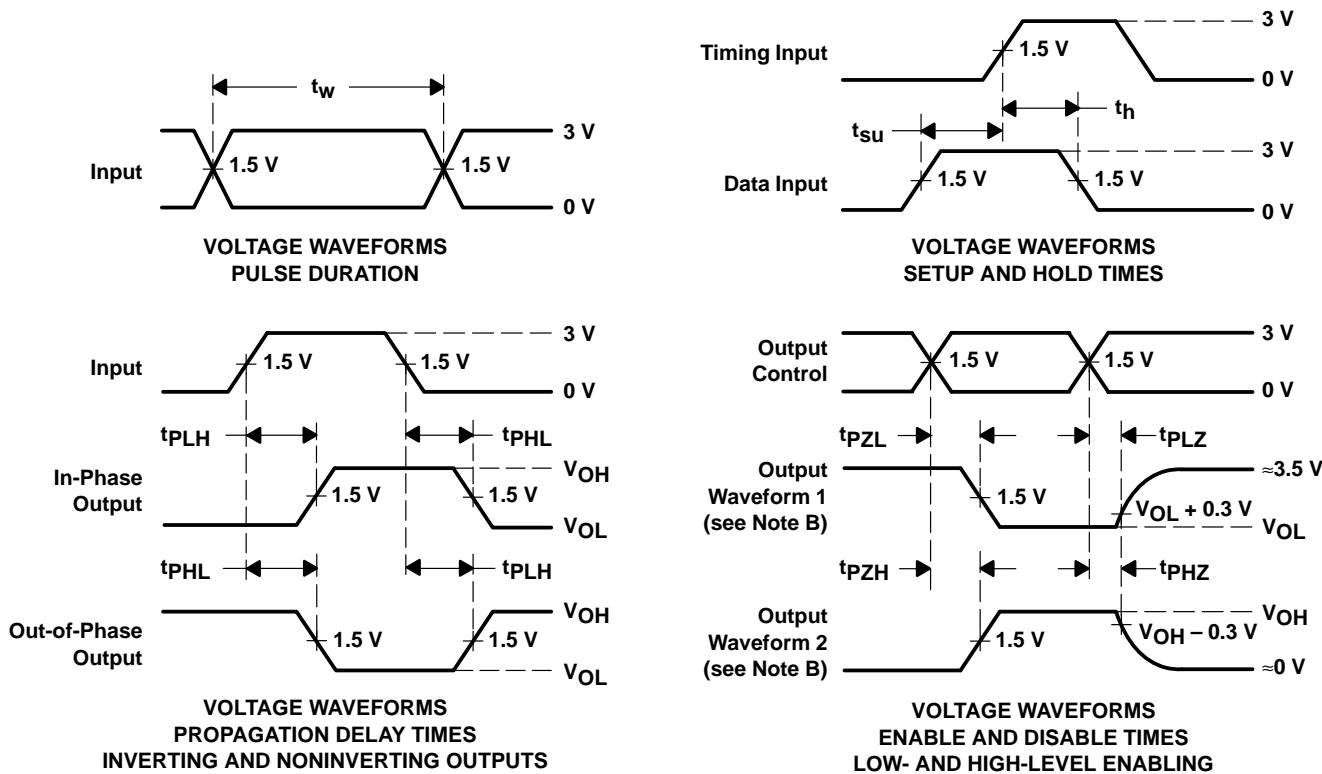 tw
3 V
Input
1.5 V
1.5 V
0 V
VOLTAGE WAVEFORMS
PULSE DURATION
3 V
Timing Input
1.5 V
0 V
th
tsu
3 V
Data Input
1.5 V
1.5 V
0 V
VOLTAGE WAVEFORMS
SETUP AND HOLD TIMES
3 V
Input
1.5 V
1.5 V
0 V
tPLH
tPHL
VOH
In-Phase
Output
1.5 V
1.5 V
VOL
tPHL
tPLH
VOH
Out-of-Phase
Output
1.5 V
1.5 V
VOL
VOLTAGE WAVEFORMS
PROPAGATION DELAY TIMES
INVERTING AND NONINVERTING OUTPUTS
3 V
Output
Control
1.5 V
1.5 V
0 V
tPZL
tPLZ
Output
Waveform 1
(see Note B)
1.5 V
≈3.5 V
VOL + 0.3 V
VOL
tPZH
tPHZ
Output
Waveform 2
(see Note B)
1.5 V
VOH
VOH – 0.3 V
≈0 V
VOLTAGE WAVEFORMS
ENABLE AND DISABLE TIMES
LOW- AND HIGH-LEVEL ENABLING